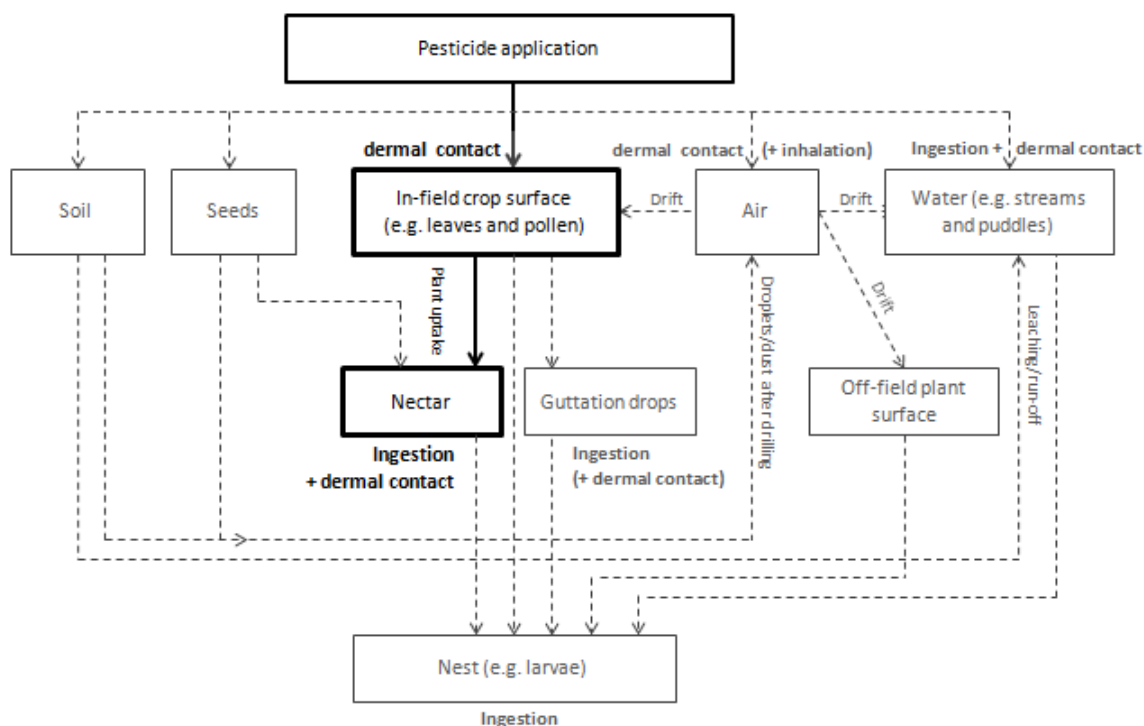 Pesticide application
dermal contact
dermal contact (+ inhalation)
Ingestion + dermal contact
Soil
Seeds
In-field crop surface
(e.g. leaves and pollen)
Drift
Air
Drift
Water (e.g. streams
and puddles)
Plant uptake
Droplets/dust after drilling
Drift
Leaching/run-off
Nectar
Guttation drops
Off-field plant
surface
Ingestion
+ dermal contact
Ingestion
(+ dermal contact)
Nest (e.g. larvae)
Ingestion